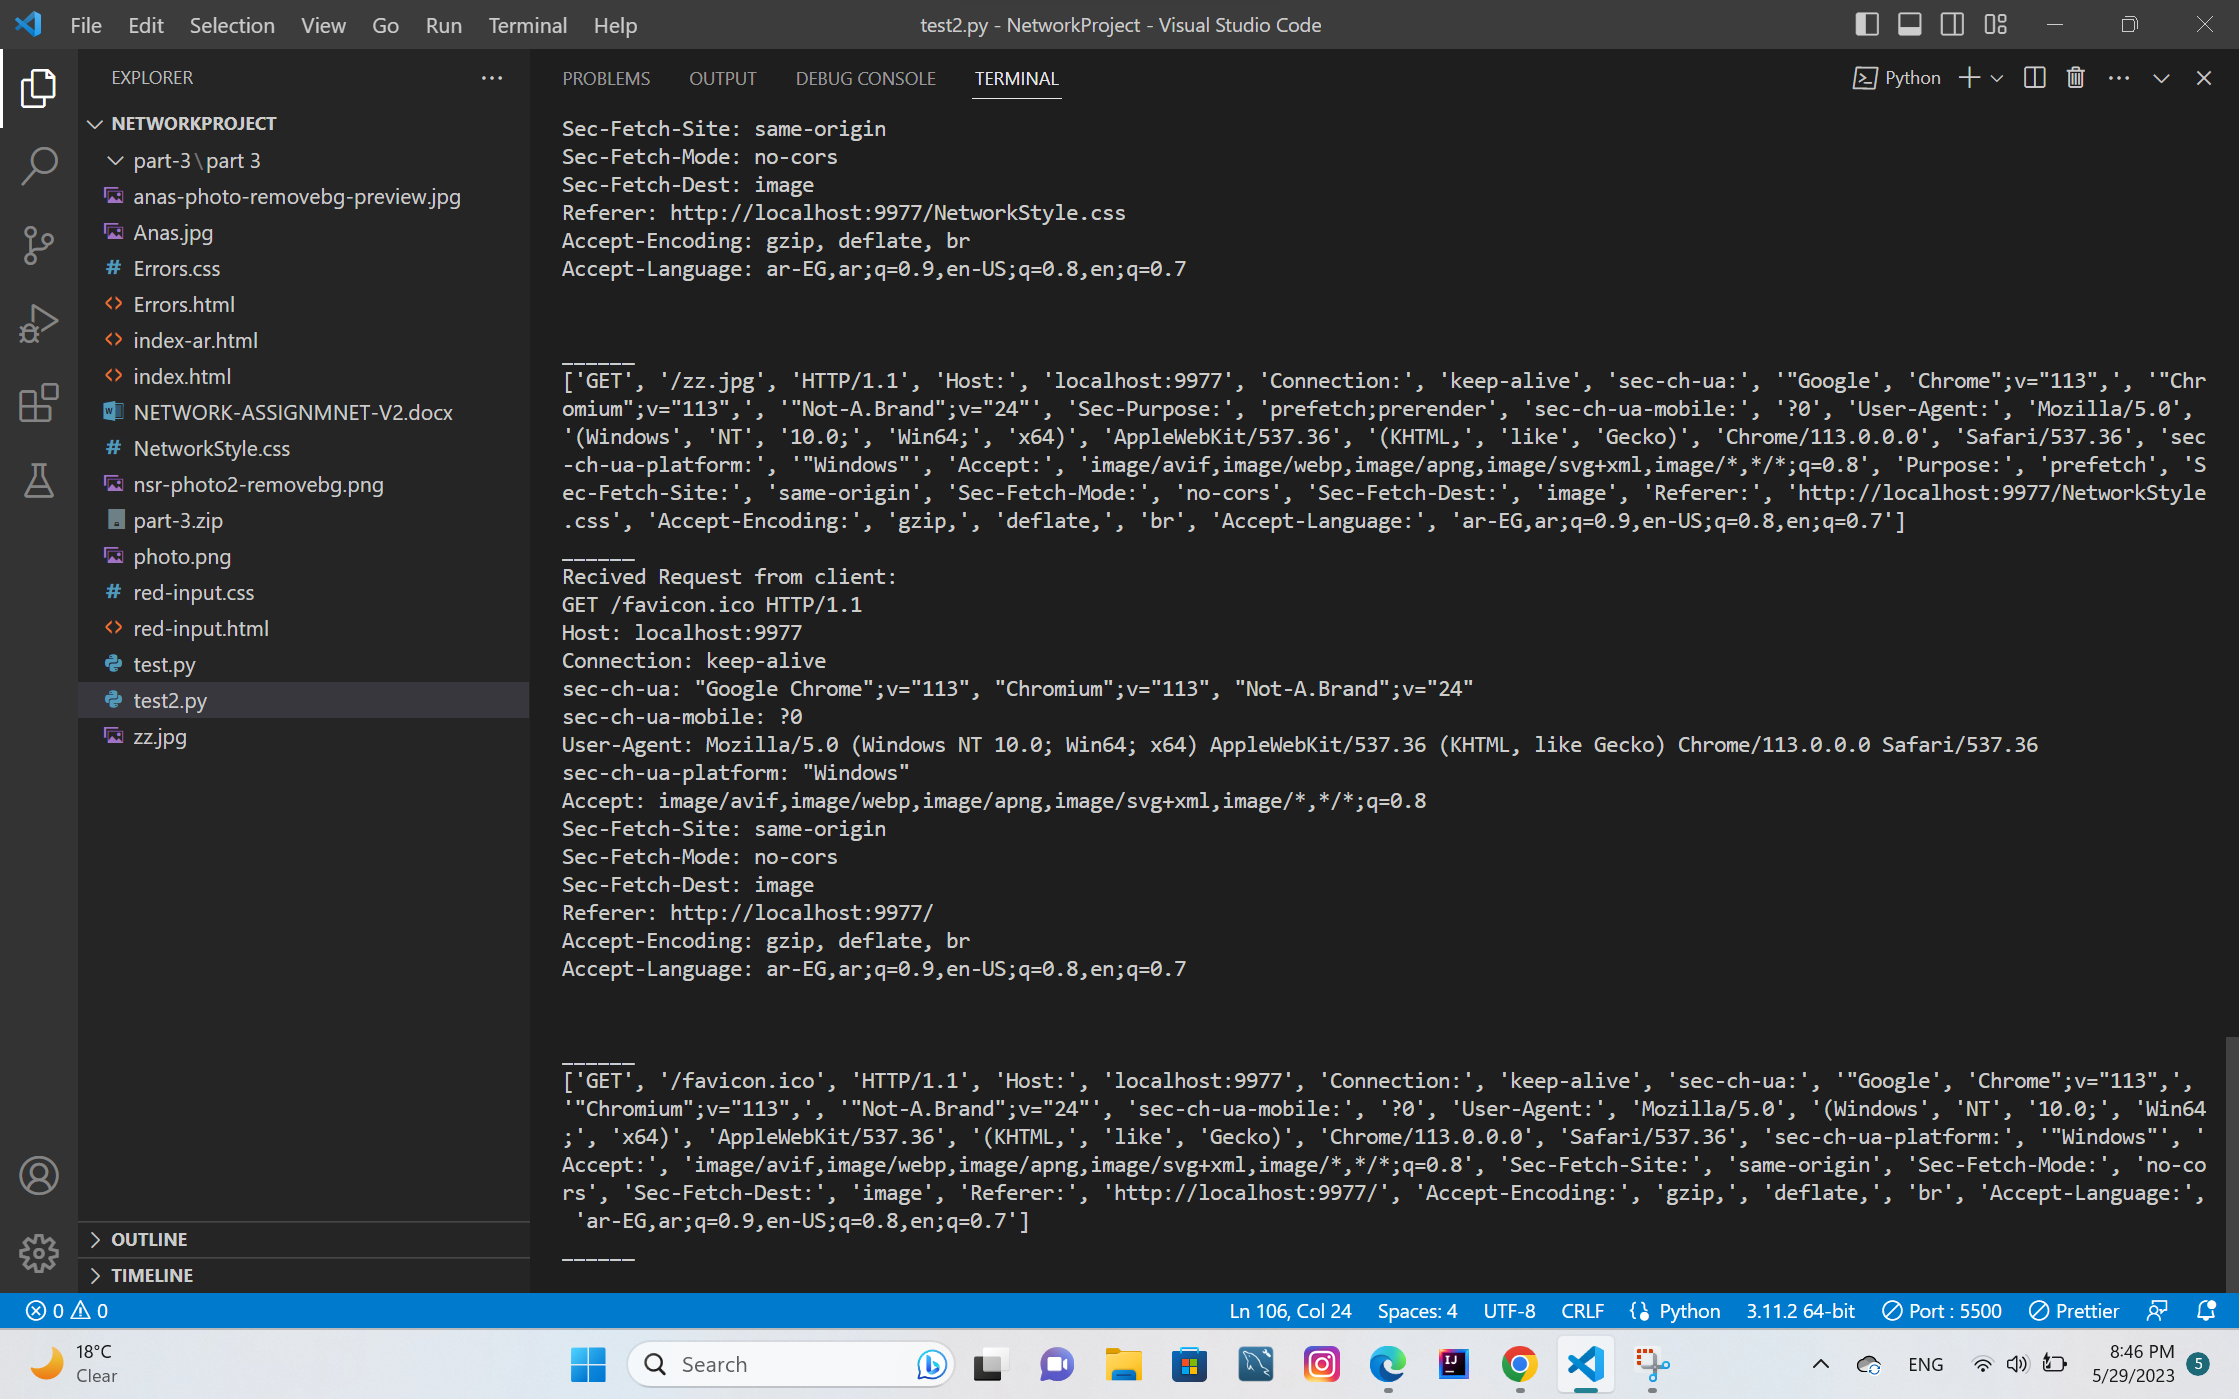 File Edit Selection View Go Run Terminal Help
test2.py - NetworkProject - Visual Studio Code
EXPLORER
NETWORKPROJECT
part-3\part 3
anas-photo-removebg-preview.jpg
Anas.jpg
Errors.css
Errors.html
index-ar.html
index.html
NETWORK-ASSIGNMNET-V2.docx
NetworkStyle.css
nsr-photo2-removebg.png
part-3.zip
photo.png
red-input.css
red-input.html
test.py
test2.py
zz.jpg
OUTLINE
TIMELINE
PROBLEMS OUTPUT DEBUG CONSOLE TERMINAL
Python
Sec-Fetch-Site: same-origin
Sec-Fetch-Mode: no-cors
Sec-Fetch-Dest: image
Referer: http://localhost:9977/NetworkStyle.css
Accept-Encoding: gzip, deflate, br
Accept-Language: ar-EG,ar;q=0.9,en-US;q=0.8,en;q=0.7
______
['GET', '/zz.jpg', 'HTTP/1.1', 'Host:', 'localhost:9977', 'Connection:', 'keep-alive', 'sec-ch-ua:', '"Google', 'Chrome";v="113",', '"Chr
omium";v="113",', '"Not-A.Brand";v="24"', 'Sec-Purpose:', 'prefetch;prerender', 'sec-ch-ua-mobile:', '?0', 'User-Agent:', 'Mozilla/5.0',
'(Windows', 'NT', '10.0;', 'Win64;', 'x64)', 'AppleWebKit/537.36', '(KHTML,', 'like', 'Gecko)', 'Chrome/113.0.0.0', 'Safari/537.36', 'sec
-ch-ua-platform:', '"Windows"', 'Accept:', 'image/avif,image/webp,image/apng,image/svg+xml,image/*,*/*;q=0.8', 'Purpose:', 'prefetch', 'S
ec-Fetch-Site:', 'same-origin', 'Sec-Fetch-Mode:', 'no-cors', 'Sec-Fetch-Dest:', 'image', 'Referer:', 'http://localhost:9977/NetworkStyle
.css', 'Accept-Encoding:', 'gzip,', 'deflate,', 'br', 'Accept-Language:', 'ar-EG,ar;q=0.9,en-US;q=0.8,en;q=0.7']
______
Recived Request from client:
GET /favicon.ico HTTP/1.1
Host: localhost:9977
Connection: keep-alive
sec-ch-ua: "Google Chrome";v="113", "Chromium";v="113", "Not-A.Brand";v="24"
sec-ch-ua-mobile: ?0
User-Agent: Mozilla/5.0 (Windows NT 10.0; Win64; x64) AppleWebKit/537.36 (KHTML, like Gecko) Chrome/113.0.0.0 Safari/537.36
sec-ch-ua-platform: "Windows"
Accept: image/avif,image/webp,image/apng,image/svg+xml,image/*,*/*;q=0.8
Sec-Fetch-Site: same-origin
Sec-Fetch-Mode: no-cors
Sec-Fetch-Dest: image
Referer: http://localhost:9977/
Accept-Encoding: gzip, deflate, br
Accept-Language: ar-EG,ar;q=0.9,en-US;q=0.8,en;q=0.7
______
['GET', '/favicon.ico', 'HTTP/1.1', 'Host:', 'localhost:9977', 'Connection:', 'keep-alive', 'sec-ch-ua:', '"Google', 'Chrome";v="113",',
'"Chromium";v="113",', '"Not-A.Brand";v="24"', 'sec-ch-ua-mobile:', '?0', 'User-Agent:', 'Mozilla/5.0', '(Windows', 'NT', '10.0;', 'Win64
;', 'x64)', 'AppleWebKit/537.36', '(KHTML,', 'like', 'Gecko)', 'Chrome/113.0.0.0', 'Safari/537.36', 'sec-ch-ua-platform:', '"Windows"', '
Accept:', 'image/avif,image/webp,image/apng,image/svg+xml,image/*,*/*;q=0.8', 'Sec-Fetch-Site:', 'same-origin', 'Sec-Fetch-Mode:', 'no-co
rs', 'Sec-Fetch-Dest:', 'image', 'Referer:', 'http://localhost:9977/', 'Accept-Encoding:', 'gzip,', 'deflate,', 'br', 'Accept-Language:',
'ar-EG,ar;q=0.9,en-US;q=0.8,en;q=0.7']
______
0 0 Ln 106, Col 24 Spaces: 4 UTF-8 CRLF Python 3.11.2 64-bit Port : 5500 Prettier
18°C
Clear
Search
IJ
ENG
8:46 PM
5/29/2023
5